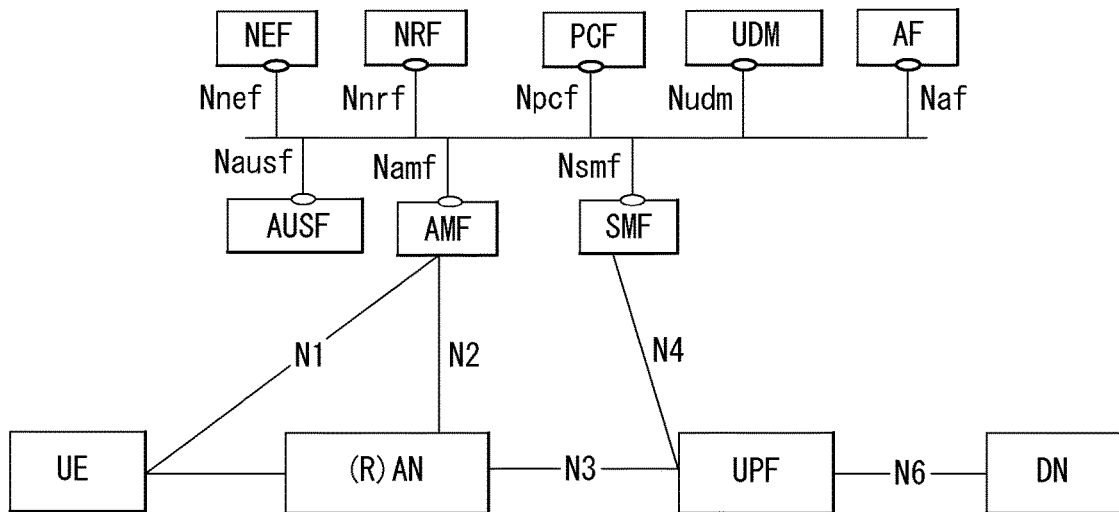 NEF NRF PCF UDM AF
Nnef Nnrf Npcf Nudm Naf
Nausf Namf Nsmf
AUSF AMF SMF
N1 N2 N4
UE (R)AN N3 UPF N6 DN